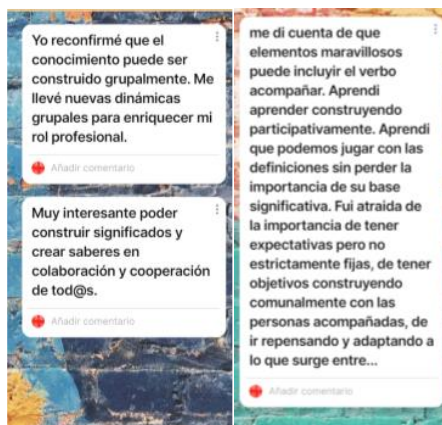 Yo reconfirmé que el
conocimiento puede ser
construido grupalmente. Me
llevé nuevas dinámicas
grupales para enriquecer mi
rol profesional.
Añadir comentario
Muy interesante poder
construir significados y
crear saberes en
colaboración y cooperación
de tod@s.
Añadir comentario
me di cuenta de que
elementos maravillosos
puede incluir el verbo
acompañar. Aprendi
aprender construyendo
participativamente. Aprendi
que podemos jugar con las
definiciones sin perder la
importancia de su base
significativa. Fui atraida de
la importancia de tener
expectativas pero no
estrictamente fijas, de tener
objetivos construyendo
comunalmente con las
personas acompañadas, de
ir repensando y adaptando a
lo que surge entre...
Añadir comentario